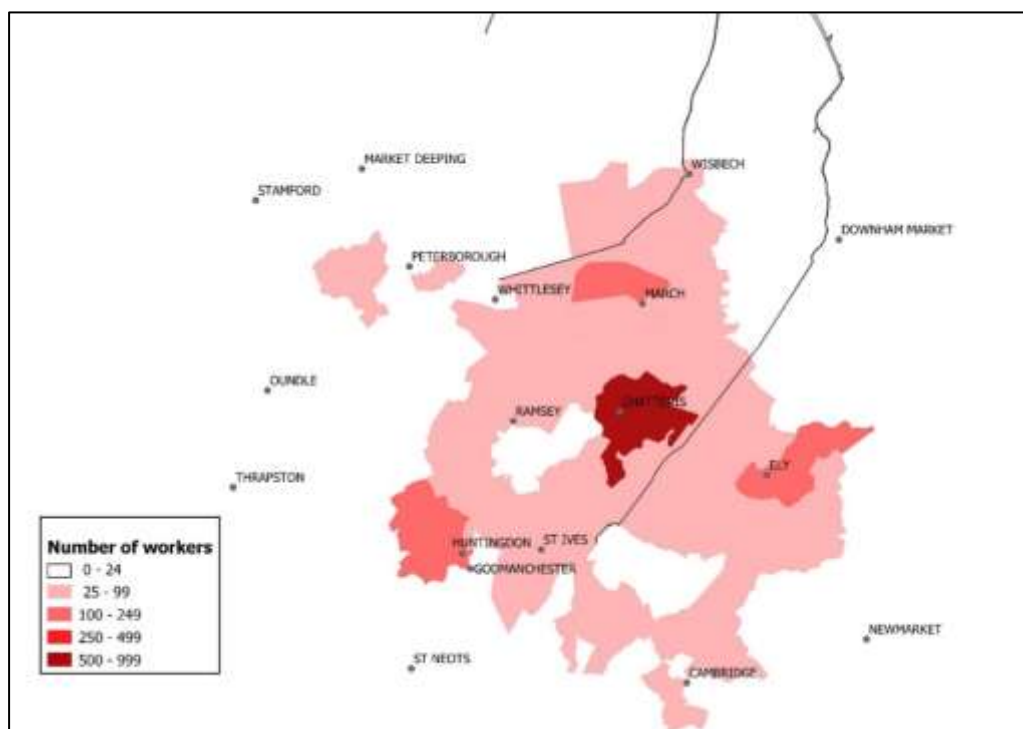 WISBECH
MARKET DEEPING
STAMFORD
DOWNHAM MARKET
PETERBOROUGH
WHITTLESEY
MARCH
OUNDLE
CHATTERIS
RAMSEY
ELY
THRAPSTON
HUNTINGDON
ST IVES
GODMANCHESTER
NEWMARKET
ST NEOTS
CAMBRIDGE
Number of workers
0 - 24
25 - 99
100 - 249
250 - 499
500 - 999